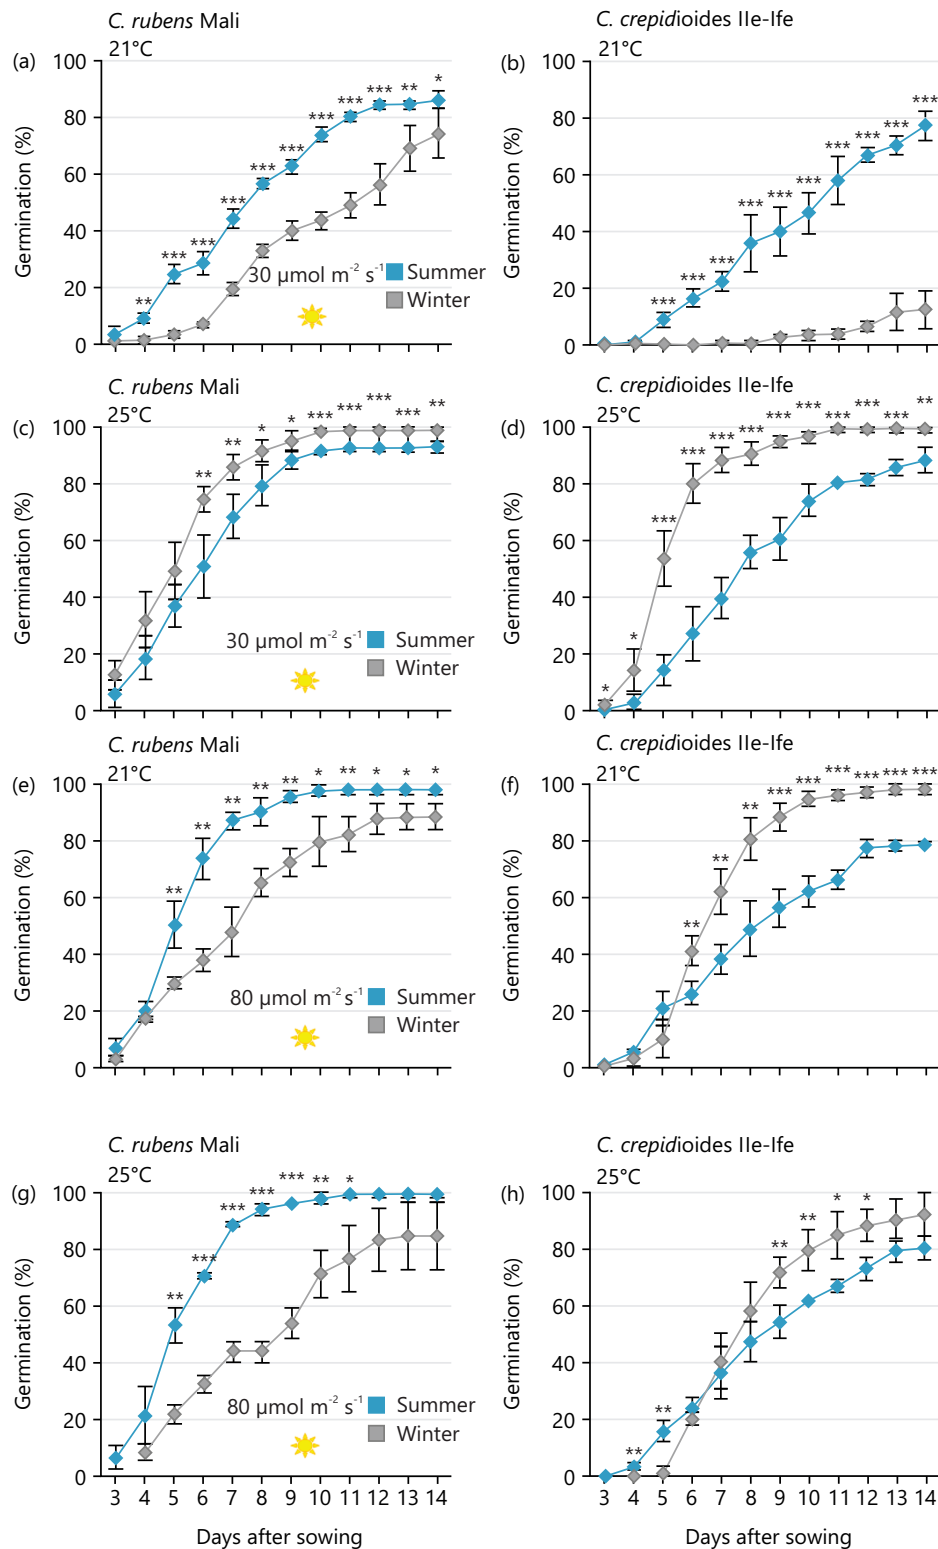 C. rubens Mali
21°C
(a)
100
80
60
40
20
0
Germination (%)
** *** *** *** *** *** *** *** *** ** *
30 µmol m-2 s-1
Summer
Winter
C. crepidioides Ile-Ife
21°C
(b)
100
80
60
40
20
0
Germination (%)
*** *** *** *** *** *** *** *** *** ***
C. rubens Mali
25°C
(c)
100
80
60
40
20
0
Germination (%)
** ** * * *** *** *** *** **
30 µmol m-2 s-1
Summer
Winter
C. crepidioides Ile-Ife
25°C
(d)
100
80
60
40
20
0
Germination (%)
* * *** *** *** *** *** *** *** *** *** **
C. rubens Mali
21°C
(e)
100
80
60
40
20
0
Germination (%)
** ** ** ** ** * ** * * *
80 µmol m-2 s-1
Summer
Winter
C. crepidioides Ile-Ife
21°C
(f)
100
80
60
40
20
0
Germination (%)
** ** ** *** *** *** *** *** ***
C. rubens Mali
25°C
(g)
100
80
60
40
20
0
Germination (%)
** *** *** *** *** ** *
80 µmol m-2 s-1
Summer
Winter
3 4 5 6 7 8 9 10 11 12 13 14
Days after sowing
C. crepidioides Ile-Ife
25°C
(h)
100
80
60
40
20
0
Germination (%)
** ** ** ** * *
3 4 5 6 7 8 9 10 11 12 13 14
Days after sowing